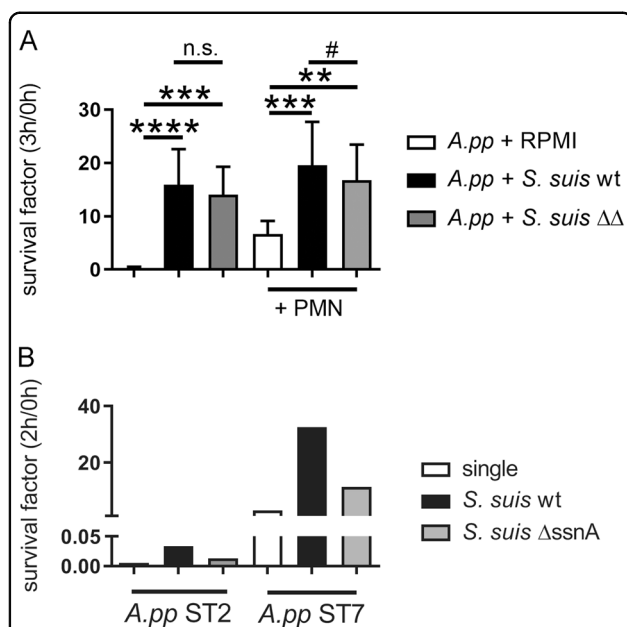 A
n.s.
#
***
**
****
***
survival factor (3h/0h)
30
20
10
0
+ PMN
A.pp + RPMI
A.pp + S. suis wt
A.pp + S. suis ΔΔ
B
survival factor (2h/0h)
40
20
0.05
0.00
A.pp ST2
A.pp ST7
single
S. suis wt
S. suis ΔssnA